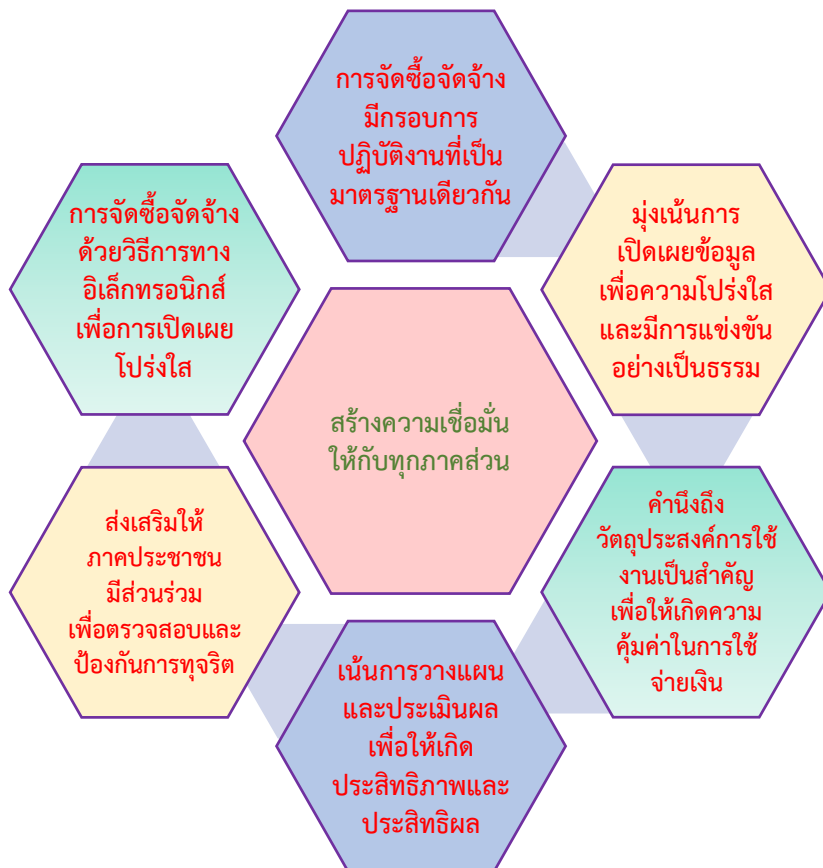 การจัดซื้อจัดจ้าง
มีกรอบการ
ปฏิบัติงานที่เป็น
มาตรฐานเดียวกัน
มุ่งเน้นการ
เปิดเผยข้อมูล
เพื่อความโปร่งใส
และมีการแข่งขัน
อย่างเป็นธรรม
คำนึงถึง
วัตถุประสงค์การใช้
งานเป็นสำคัญ
เพื่อให้เกิดความ
คุ้มค่าในการใช้
จ่ายเงิน
เน้นการวางแผน
และประเมินผล
เพื่อให้เกิด
ประสิทธิภาพและ
ประสิทธิผล
ส่งเสริมให้
ภาคประชาชน
มีส่วนร่วม
เพื่อตรวจสอบและ
ป้องกันการทุจริต
การจัดซื้อจัดจ้าง
ด้วยวิธีการทาง
อิเล็กทรอนิกส์
เพื่อการเปิดเผย
โปร่งใส
สร้างความเชื่อมั่น
ให้กับทุกภาคส่วน